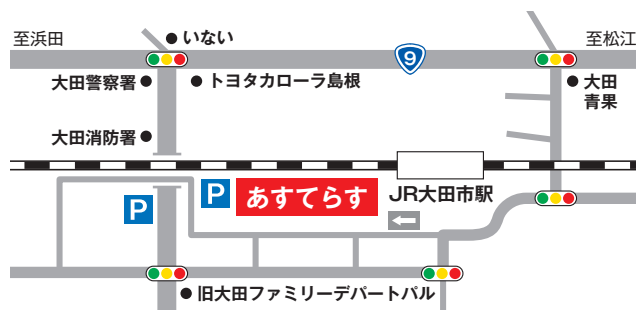 至浜田
いない
9
至松江
大田警察署
トヨタカローラ島根
大田
青果
大田消防署
P
P
あすてらす
JR大田市駅
旧大田ファミリーデパートパル